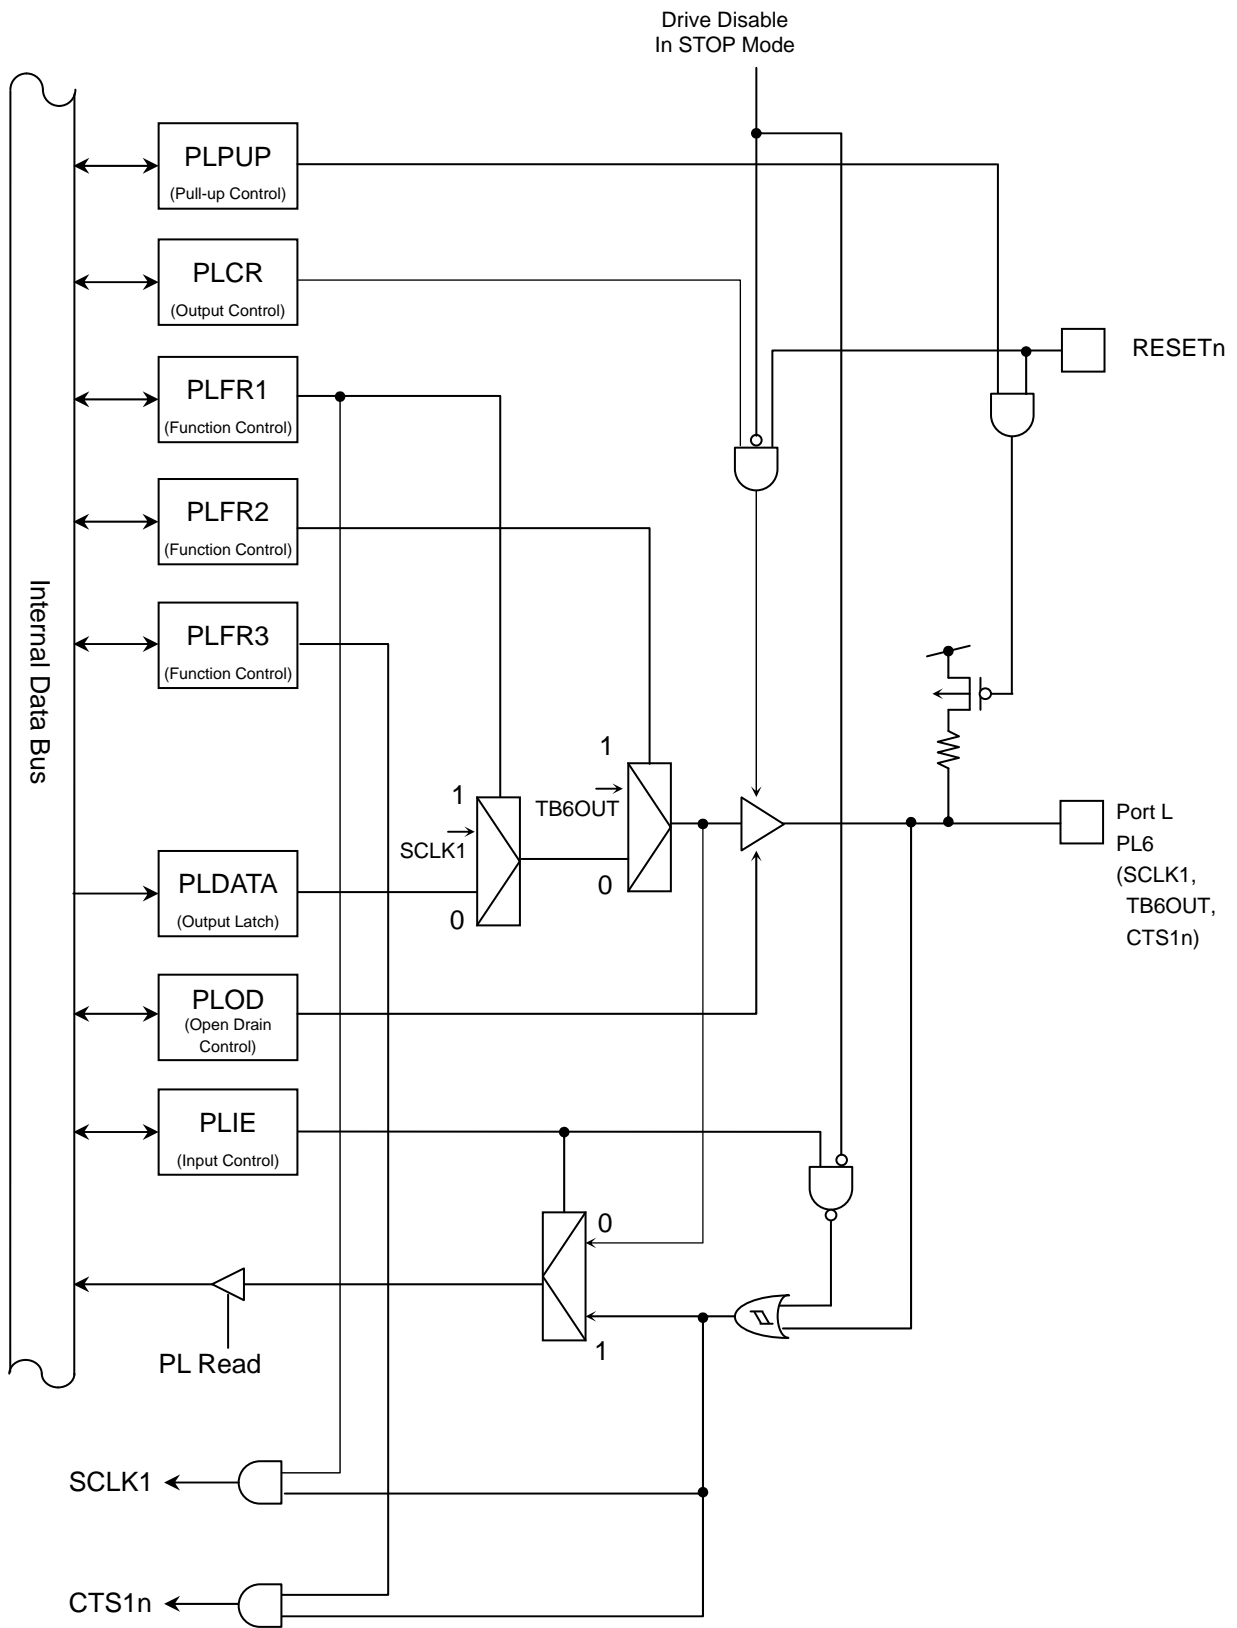 Drive Disable
In STOP Mode
PLPUP
(Pull-up Control)
PLCR
(Output Control)
RESETn
PLFR1
(Function Control)
PLFR2
(Function Control)
Internal Data Bus
PLFR3
(Function Control)
1
TB6OUT
0
1
SCLK1
0
Port L
PL6
(SCLK1,
TB6OUT,
CTS1n)
PLDATA
(Output Latch)
PLOD
(Open Drain
Control)
PLIE
(Input Control)
0
1
PL Read
SCLK1
CTS1n